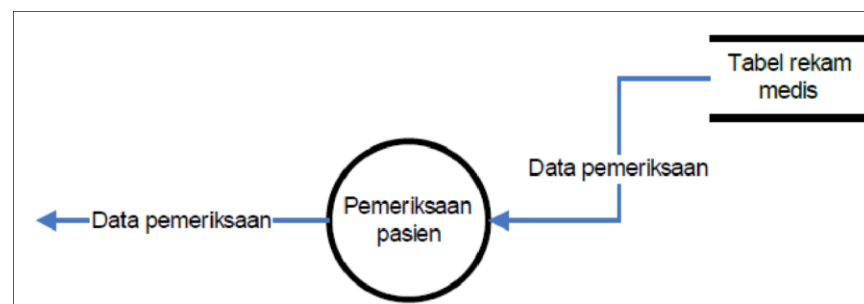 Tabel rekam
medis
Data pemeriksaan
Pemeriksaan
pasien
Data pemeriksaan